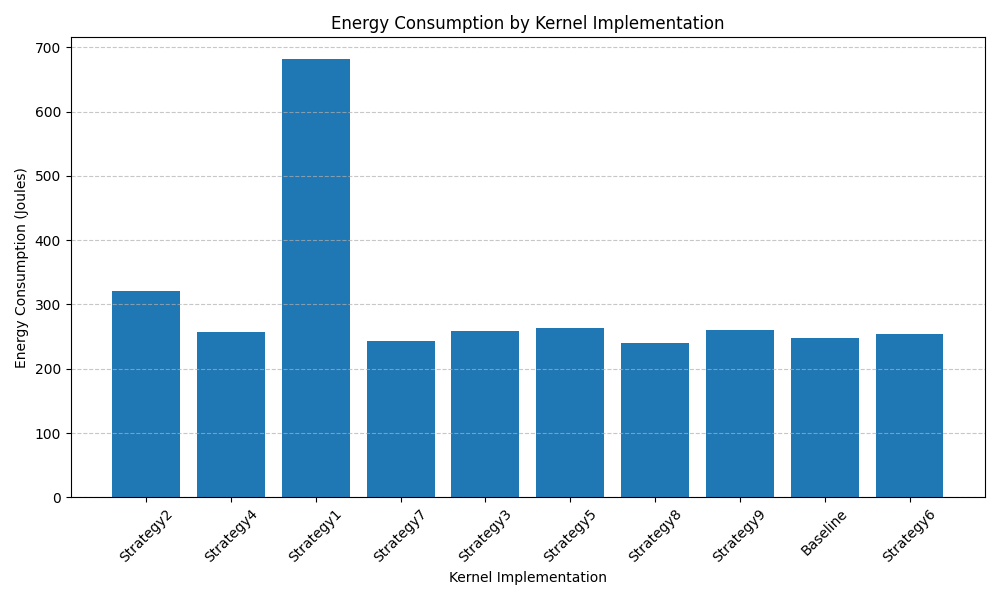 Energy Consumption by Kernel Implementation
Energy Consumption (Joules)
700
600
500
400
300
200
100
0
Strategy2
Strategy4
Strategy1
Strategy7
Strategy3
Strategy5
Strategy8
Strategy9
Baseline
Strategy6
Kernel Implementation